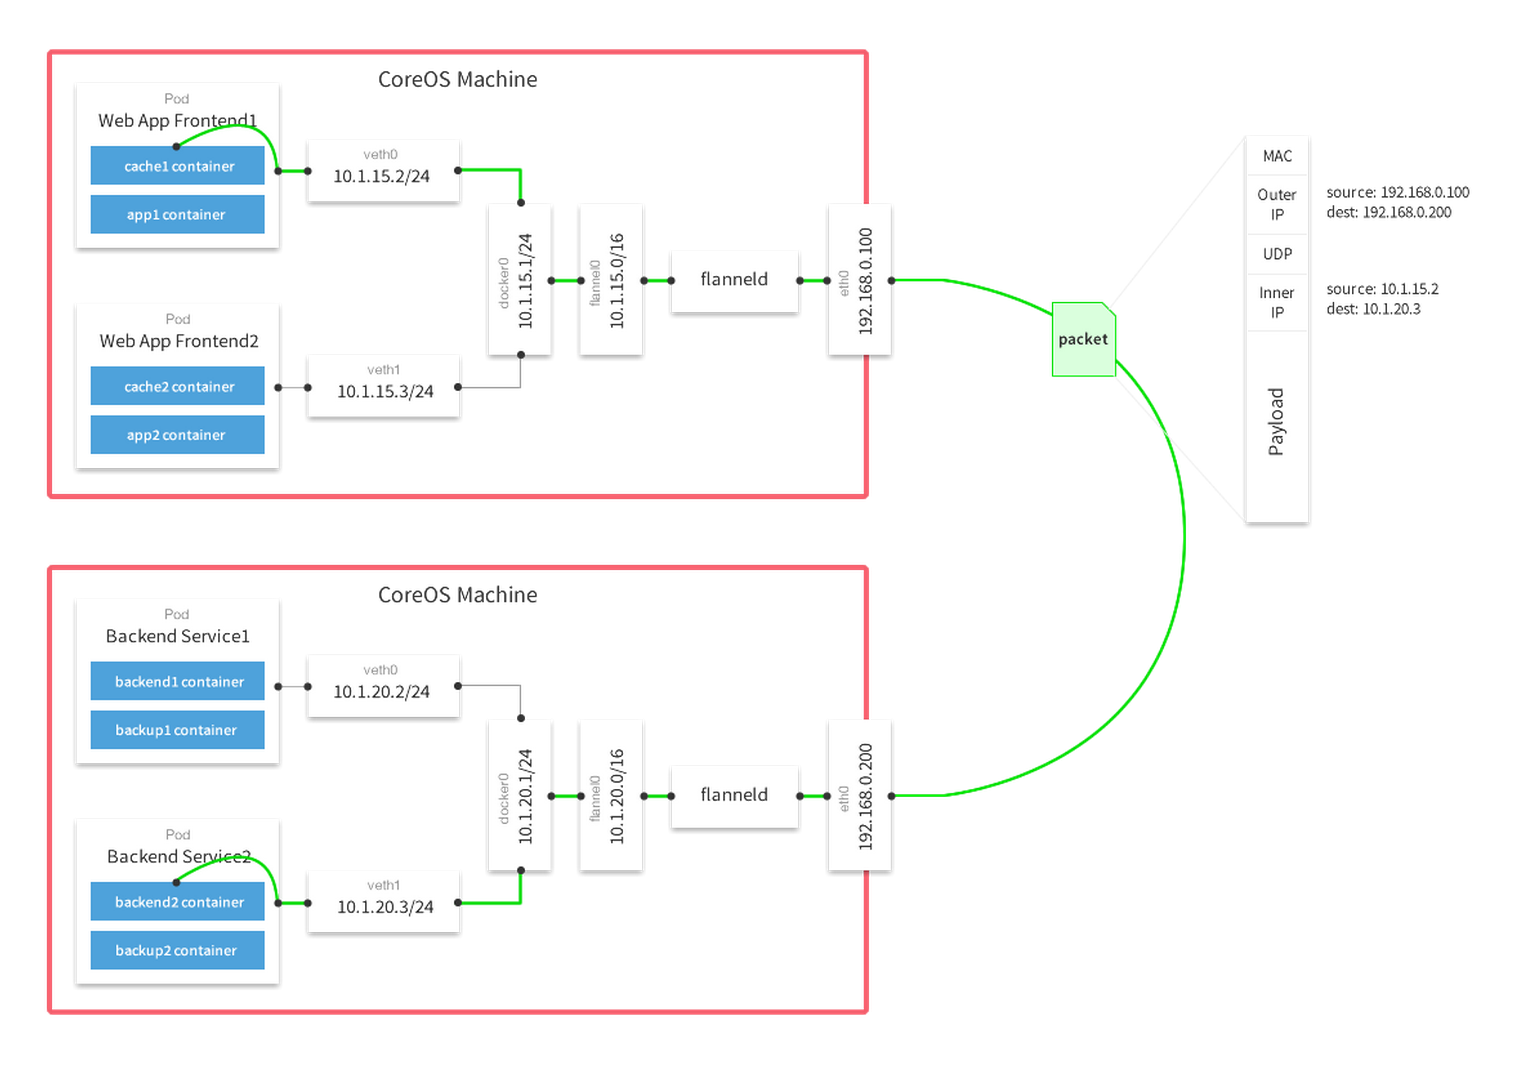 CoreOS Machine
Pod
Web App Frontend1
cache1 container
app1 container
veth0
10.1.15.2/24
Pod
Web App Frontend2
cache2 container
app2 container
veth1
10.1.15.3/24
docker0
10.1.15.1/24
flannel0
10.1.15.0/16
flanneld
eth0
192.168.0.100
packet
MAC
Outer
IP
source: 192.168.0.100
dest: 192.168.0.200
UDP
Inner
IP
source: 10.1.15.2
dest: 10.1.20.3
Payload
CoreOS Machine
Pod
Backend Service1
backend1 container
backup1 container
veth0
10.1.20.2/24
Pod
Backend Service2
backend2 container
backup2 container
veth1
10.1.20.3/24
docker0
10.1.20.1/24
flannel0
10.1.20.0/16
flanneld
eth0
192.168.0.200